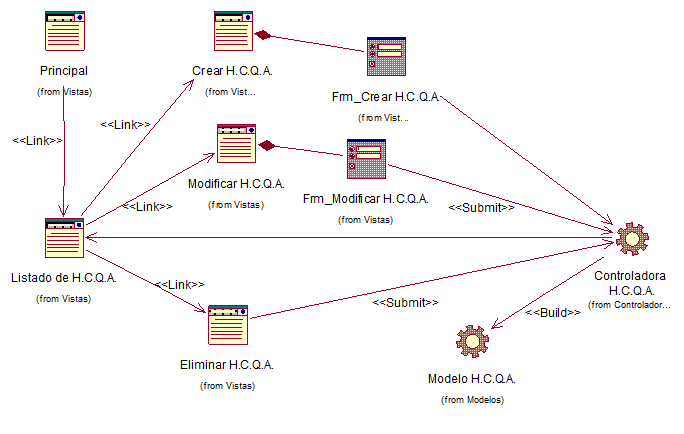 Principal
(from Vistas)
Crear H.C.Q.A.
(from Vist...
Frm_Crear H.C.Q.A
(from Vist...
<<Link>>
<<Link>>
Modificar H.C.Q.A.
(from Vistas)
Frm_Modificar H.C.Q.A.
(from Vistas)
<<Link>>
<<Submit>>
Listado de H.C.Q.A.
(from Vistas)
Controladora
H.C.Q.A.
(from Controlador...
<<Link>>
<<Submit>>
<<Build>>
Eliminar H.C.Q.A.
(from Vistas)
Modelo H.C.Q.A.
(from Modelos)